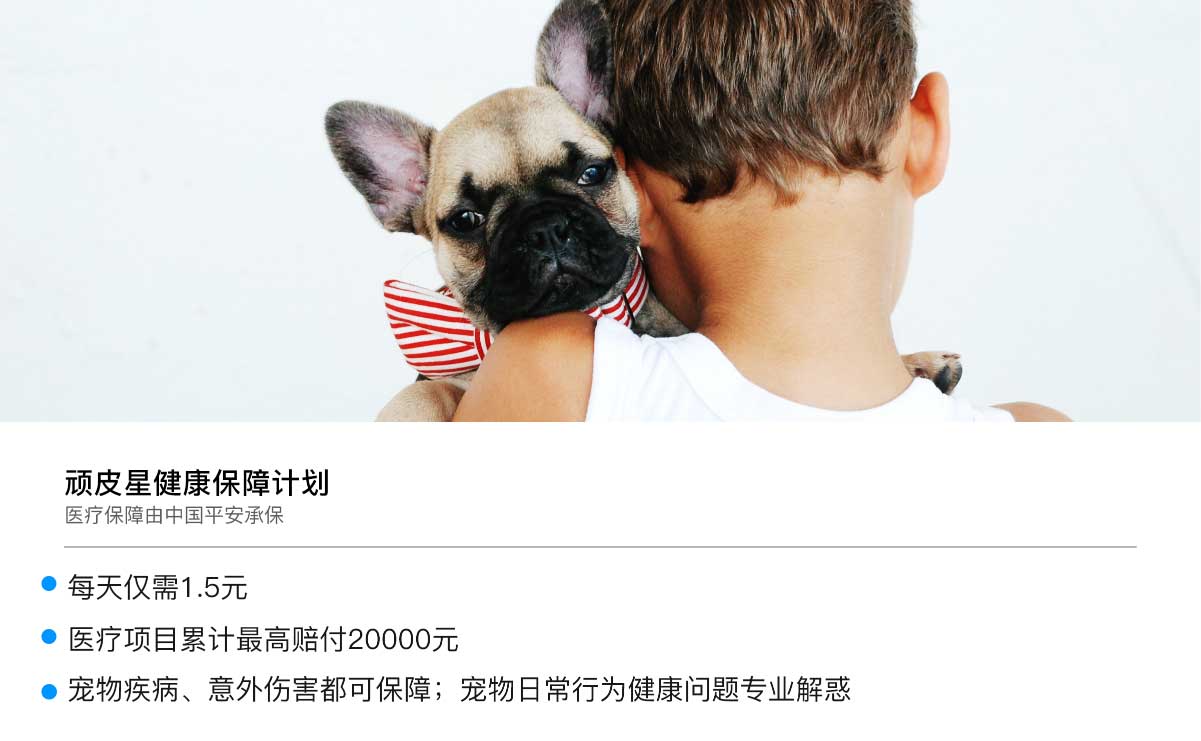 顽皮星健康保障计划
医疗保障由中国平安承保
每天仅需1.5元
医疗项目累计最高赔付20000元
宠物疾病、意外伤害都可保障；宠物日常行为健康问题专业解惑